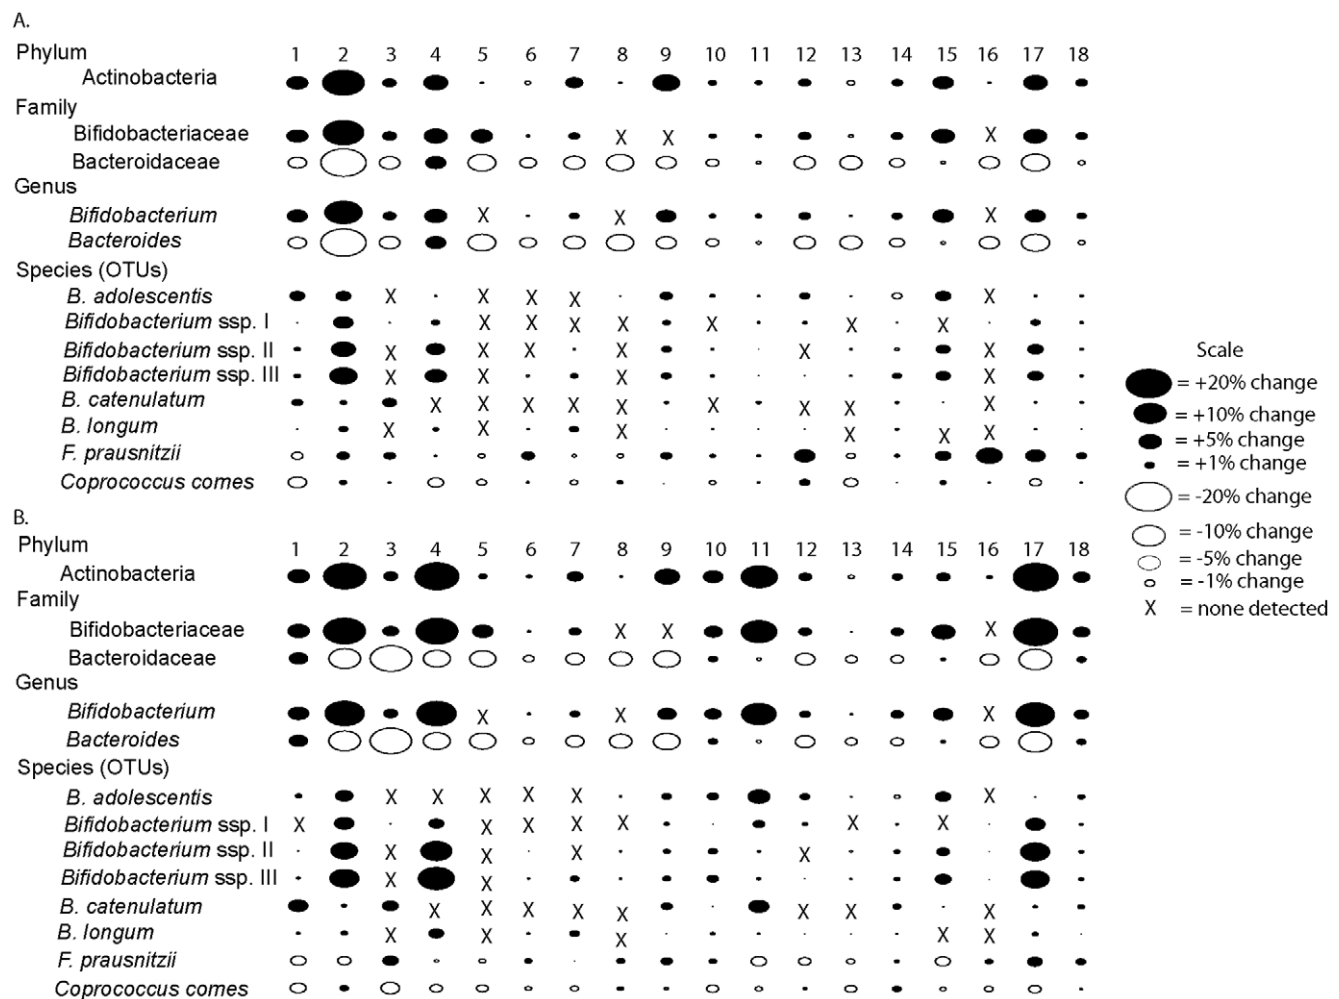 A.
Phylum 1 2 3 4 5 6 7 8 9 10 11 12 13 14 15 16 17 18
Actinobacteria
Family
Bifidobacteriaceae X X X
Bacteroidaceae
Genus
Bifidobacterium X X X
Bacteroides
Species (OTUs)
B. adolescentis X X X X X
Bifidobacterium ssp. I X X X X X X X
Bifidobacterium ssp. II X X X X X X
Bifidobacterium ssp. III X X X X
B. catenulatum X X X X X X X X X
B. longum X X X X X X
F. prausnitzii
Coprococcus comes
Scale
= +20% change
= +10% change
= +5% change
= +1% change
= -20% change
= -10% change
= -5% change
= -1% change
X = none detected
B.
Phylum 1 2 3 4 5 6 7 8 9 10 11 12 13 14 15 16 17 18
Actinobacteria
Family
Bifidobacteriaceae X X X
Bacteroidaceae
Genus
Bifidobacterium X X X
Bacteroides
Species (OTUs)
B. adolescentis X X X X X X
Bifidobacterium ssp. I X X X X X X X
Bifidobacterium ssp. II X X X X
Bifidobacterium ssp. III X X
B. catenulatum X X X X X X X X
B. longum X X X X X
F. prausnitzii
Coprococcus comes